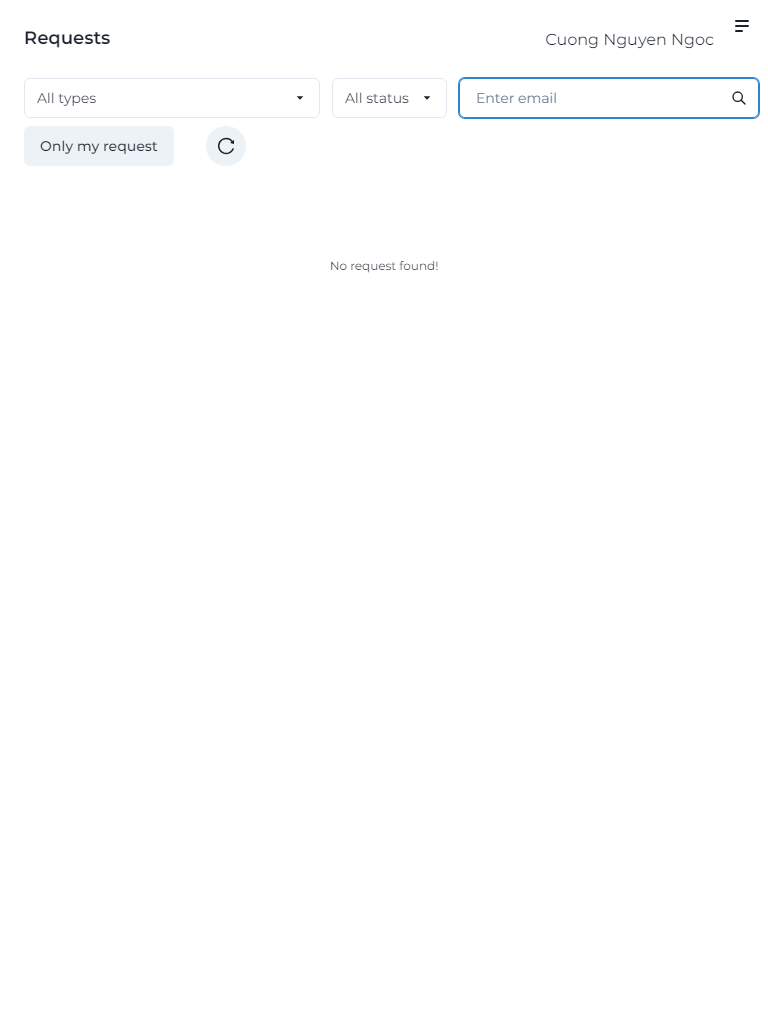 Requests
Cuong Nguyen Ngoc
All types
All status
Enter email
Only my request
No request found!